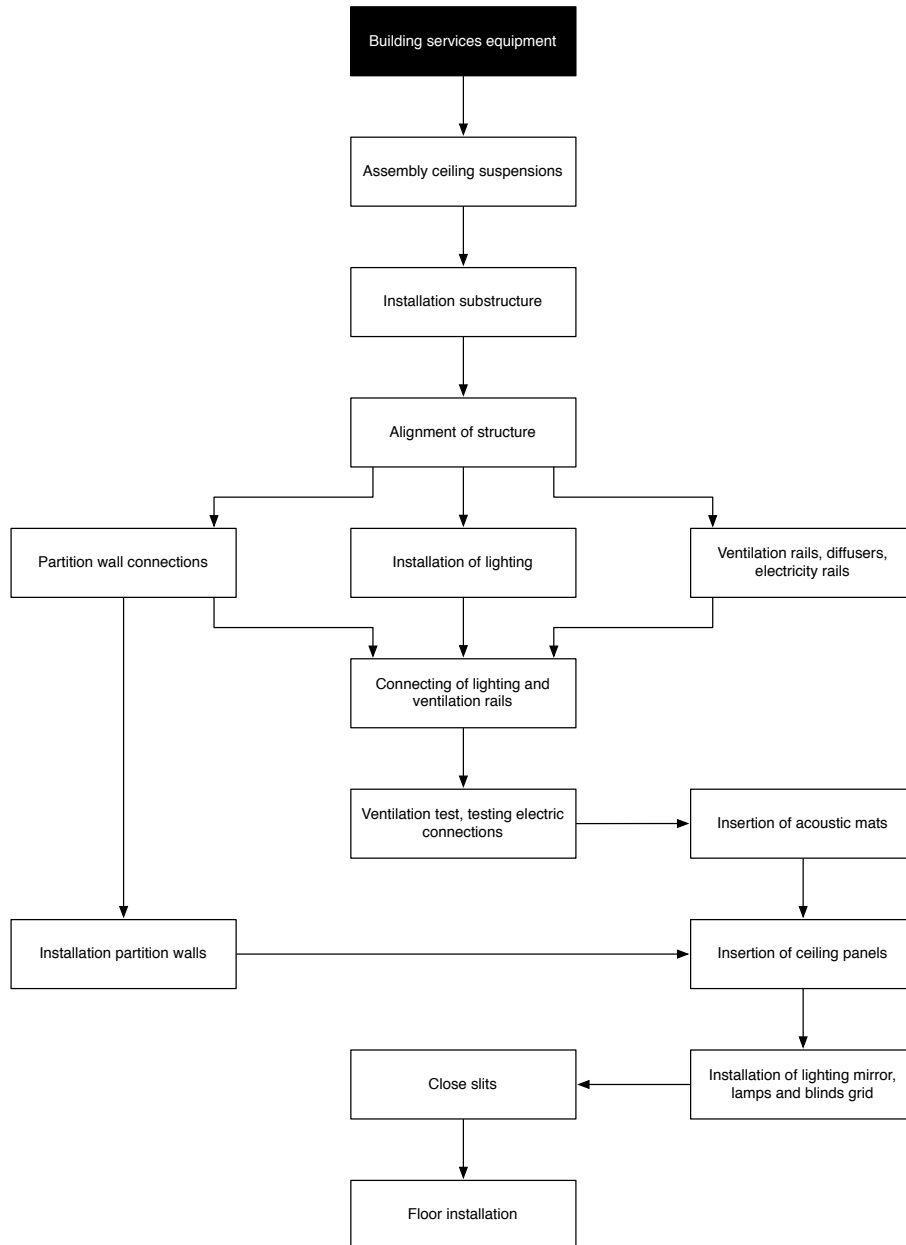 Building services equipment
Assembly ceiling suspensions
Installation substructure
Alignment of structure
Partition wall connections
Installation of lighting
Ventilation rails, diffusers,
electricity rails
Connecting of lighting and
ventilation rails
Ventilation test, testing electric
connections
Insertion of acoustic mats
Installation partition walls
Insertion of ceiling panels
Close slits
Installation of lighting mirror,
lamps and blinds grid
Floor installation